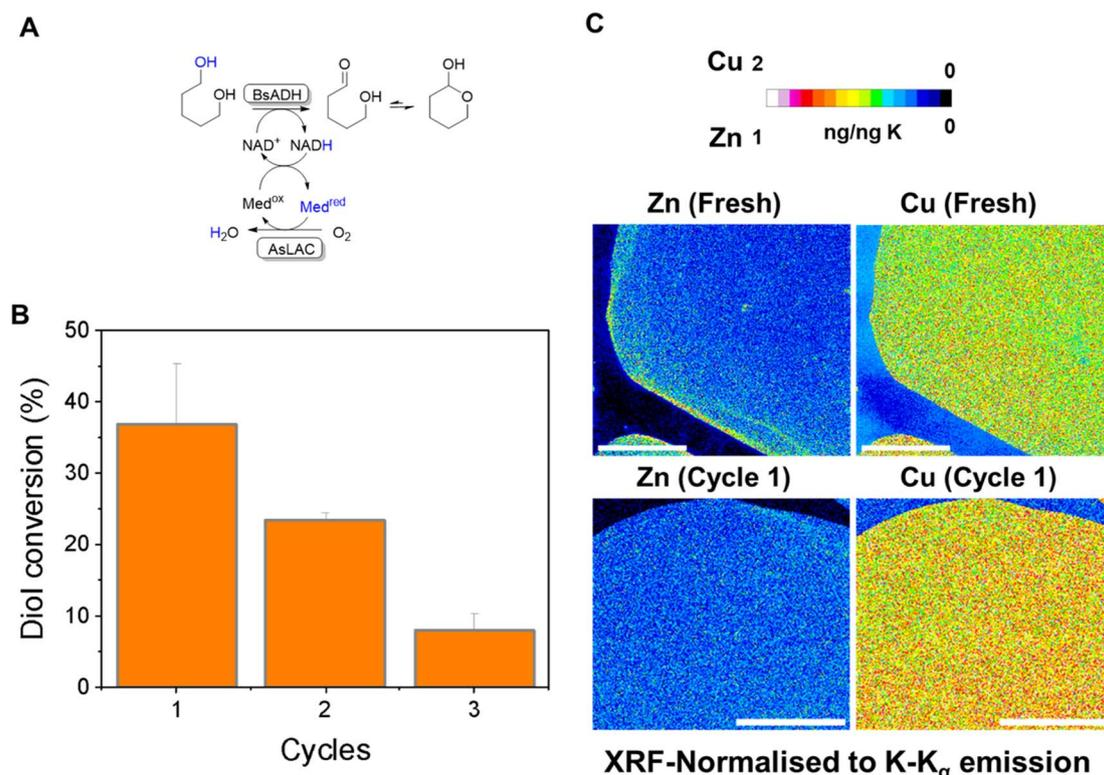 A
OH
OH
BsADH
O
OH
OH
O
NAD⁺ NADH
Medᵒˣ Medʳᵉᵈ
H₂O
O₂
AsLAC
B
Diol conversion (%)
50
40
30
20
10
0
1 2 3
Cycles
C
Cu 2 0
Zn 1 ng/ng K 0
Zn (Fresh) Cu (Fresh)
Zn (Cycle 1) Cu (Cycle 1)
XRF-Normalised to K-Kα emission